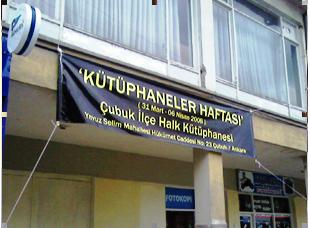 'KÜTÜPHANELER HAFTASI'
( 31 Mart - 06 Nisan 2008 )
Çubuk İlçe Halk Kütüphanesi
Yavuz Selim Mahallesi Hükümet Caddesi No: 23 Çubuk / Ankara
FOTOKOPİ